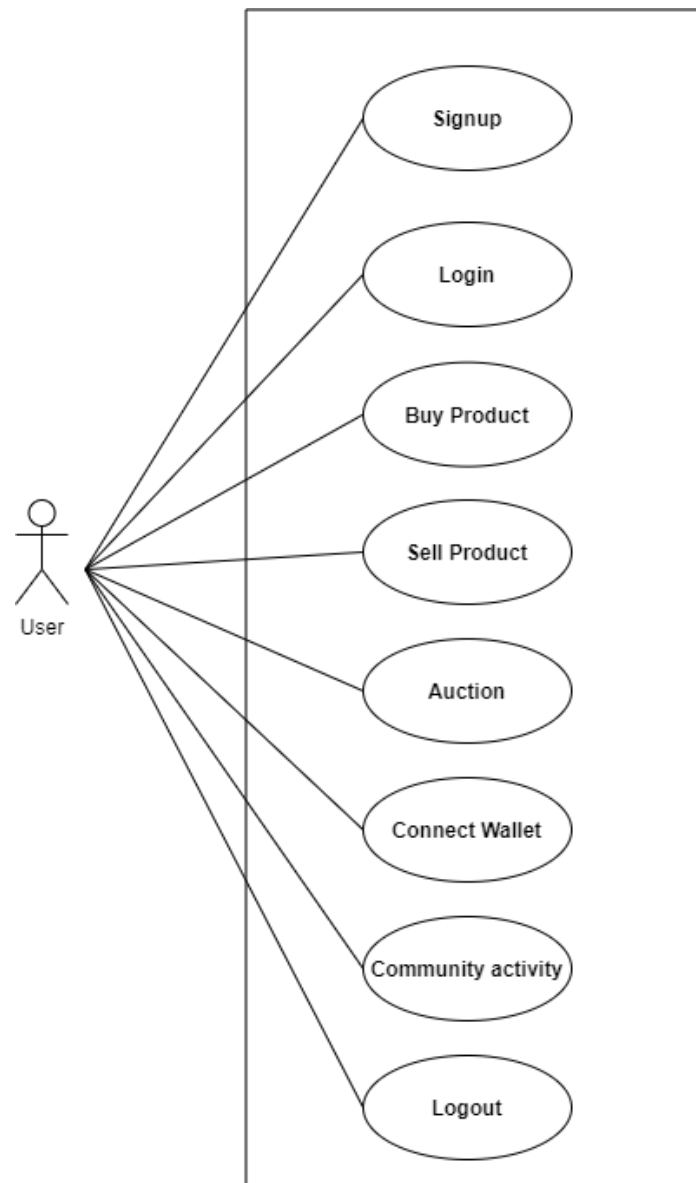 Signup
Login
Buy Product
Sell Product
User
Auction
Connect Wallet
Community activity
Logout